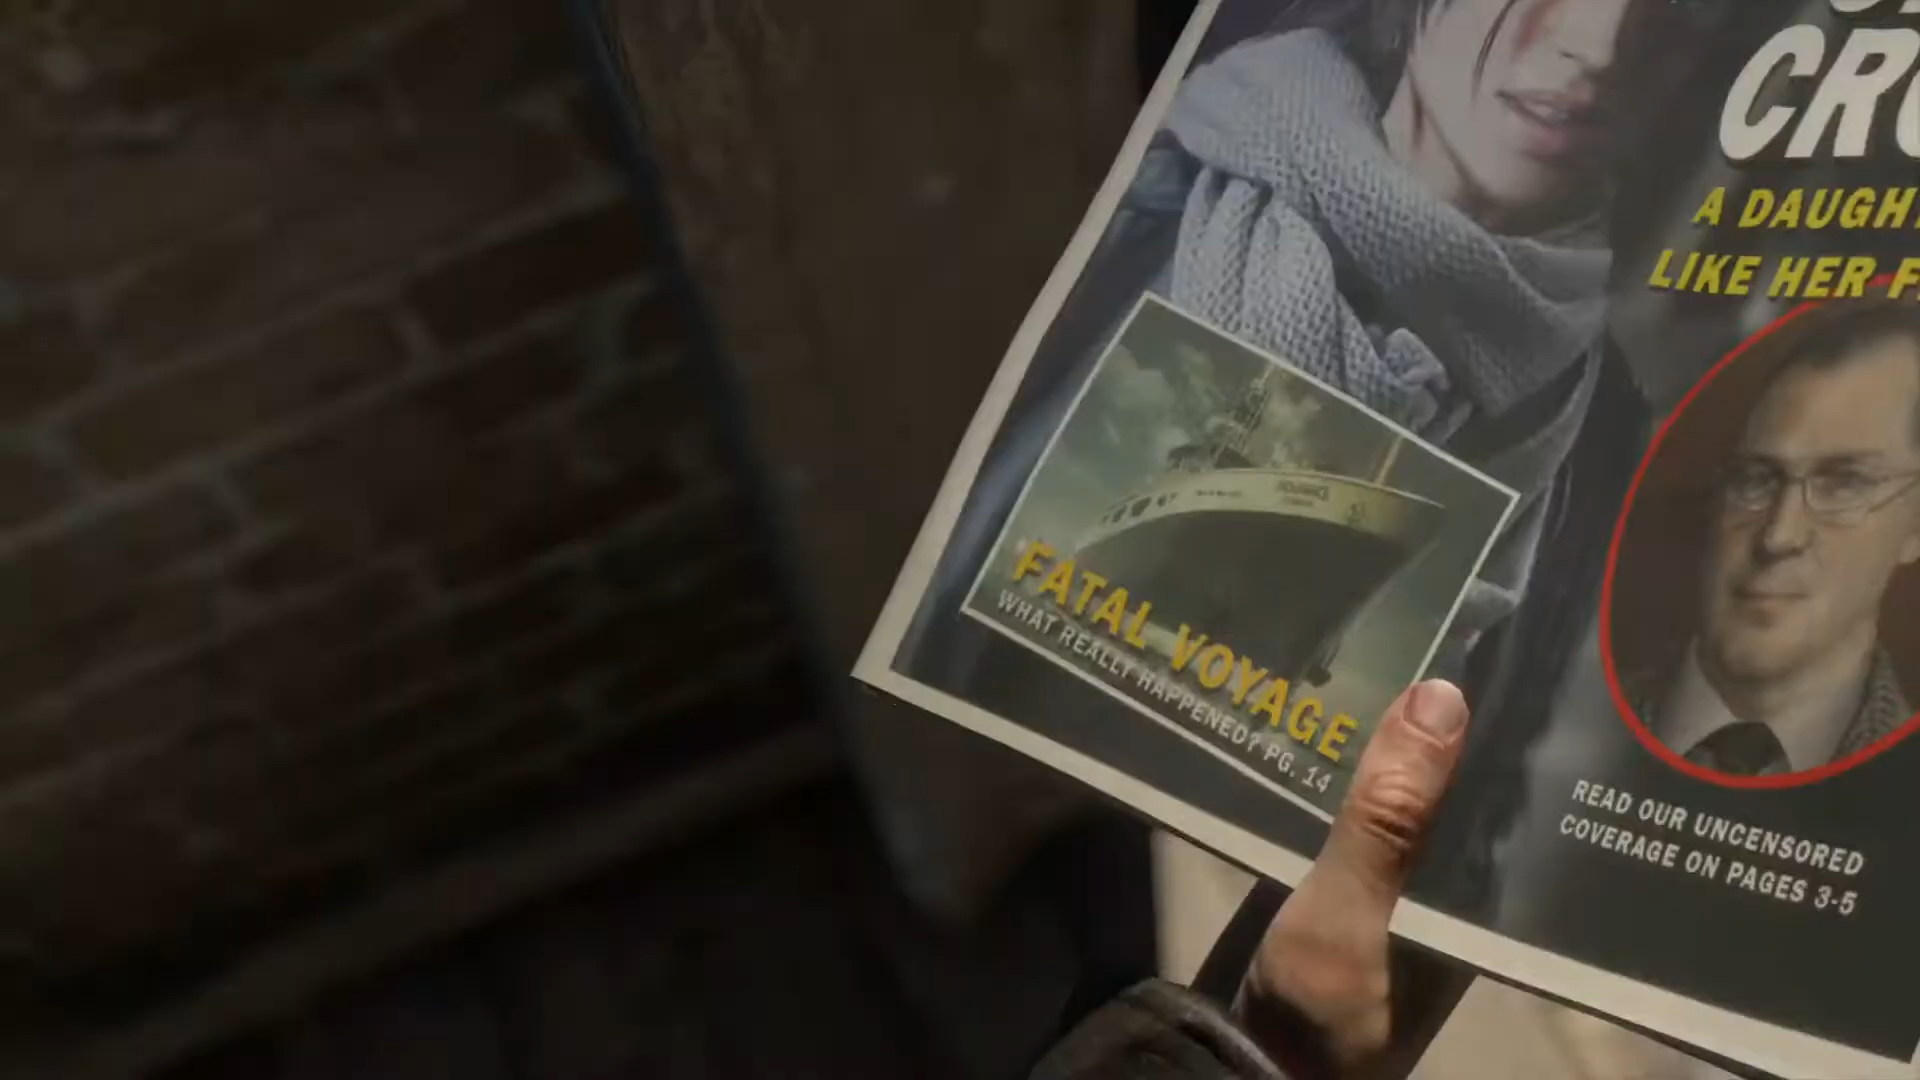 CR
A DAUGH
LIKE HER F
FATAL VOYAGE
WHAT REALLY HAPPENED? PG. 14
READ OUR UNCENSORED
COVERAGE ON PAGES 3-5